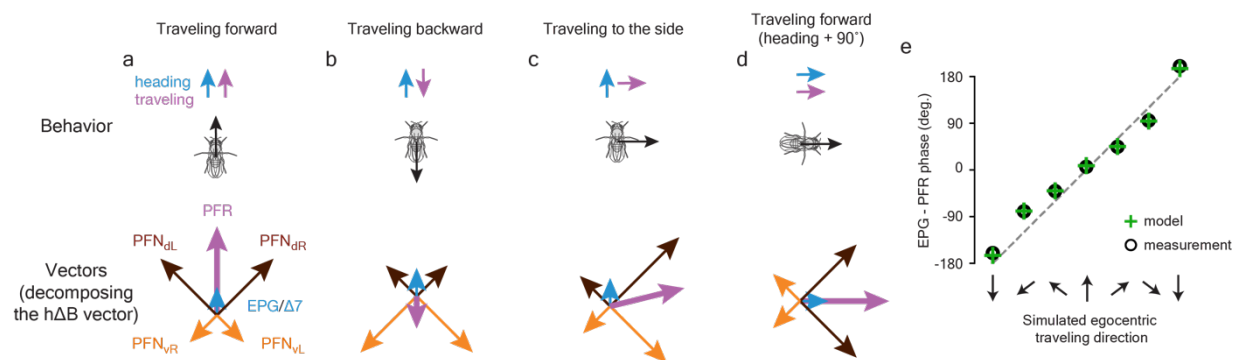 Traveling forward
Traveling backward
Traveling to the side
Traveling forward
(heading + 90˚)
a
b
c
d
e
heading
traveling
Behavior
PFR
PFNdL
PFNdR
Vectors
(decomposing
the hΔB vector)
EPG/Δ7
PFNvR
PFNvL
EPG - PFR phase (deg.)
180
90
0
-90
-180
model
measurement
Simulated egocentric
traveling direction